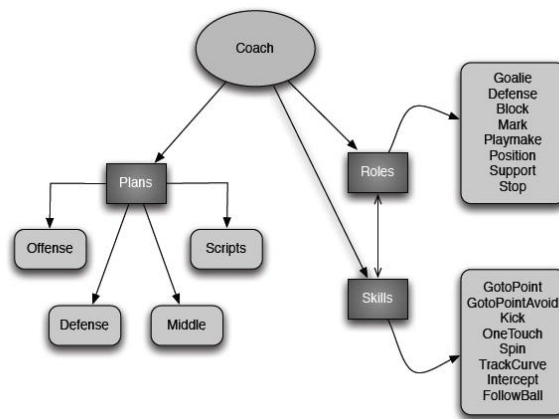 Coach
Plans
Offense
Scripts
Defense
Middle
Roles
Skills
Goalie
Defense
Block
Mark
Playmake
Position
Support
Stop
GotoPoint
GotoPointAvoid
Kick
OneTouch
Spin
TrackCurve
Intercept
FollowBall